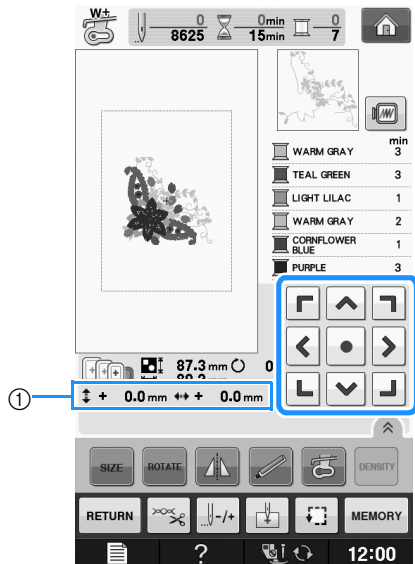 W+
0 0min 0
8625 15min 7
min
WARM GRAY 3
TEAL GREEN 3
LIGHT LILAC 1
WARM GRAY 2
CORNFLOWER
BLUE 1
PURPLE 3
87.3 mm 0
① + 0.0 mm + 0.0 mm
SIZE ROTATE DENSITY
RETURN -/+ MEMORY
? 12:00